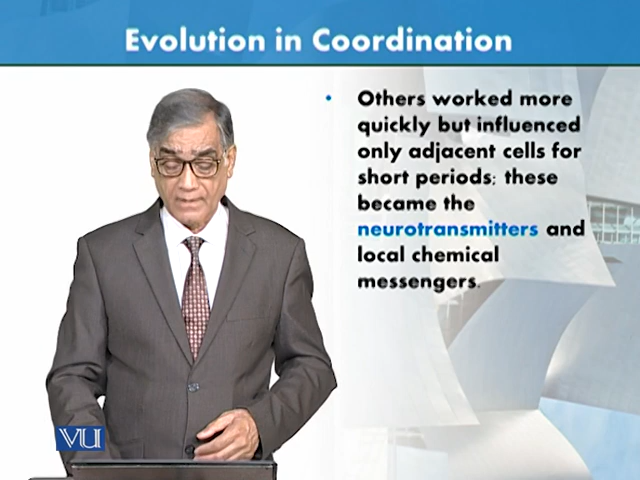 Evolution in Coordination
• Others worked more
quickly but influenced
only adjacent cells for
short periods; these
became the
neurotransmitters and
local chemical
messengers.
VU